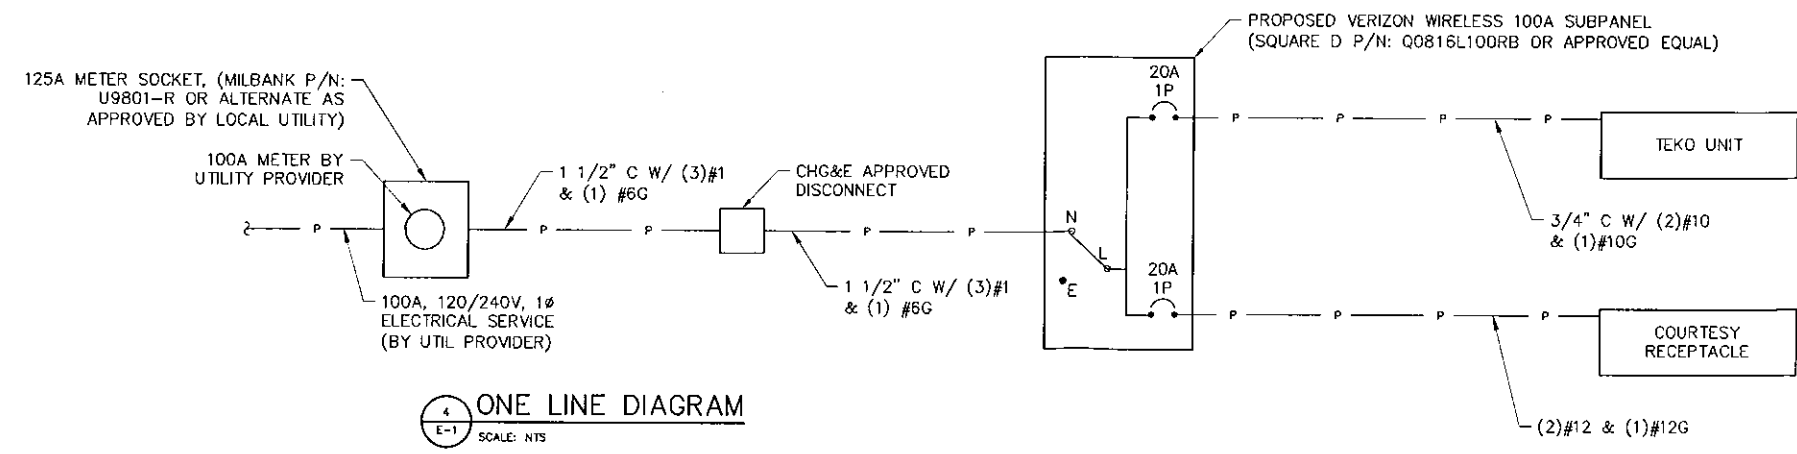 PROPOSED VERIZON WIRELESS 100A SUBPANEL
(SQUARE D P/N: QO816L100RB OR APPROVED EQUAL)
125A METER SOCKET, (MILBANK P/N:
U9801-R OR ALTERNATE AS
APPROVED BY LOCAL UTILITY)
100A METER BY
UTILITY PROVIDER
1 1/2" C W/ (3)#1
& (1) #6G
CHG&E APPROVED
DISCONNECT
20A
1P
P
P
P
P
TEKO UNIT
3/4" C W/ (2)#10
& (1)#10G
P
P
P
P
P
N
L
E
20A
1P
1 1/2" C W/ (3)#1
& (1) #6G
100A, 120/240V, 1ø
ELECTRICAL SERVICE
(BY UTIL PROVIDER)
P
P
P
P
COURTESY
RECEPTACLE
(2)#12 & (1)#12G
4
E-1
ONE LINE DIAGRAM
SCALE: NTS